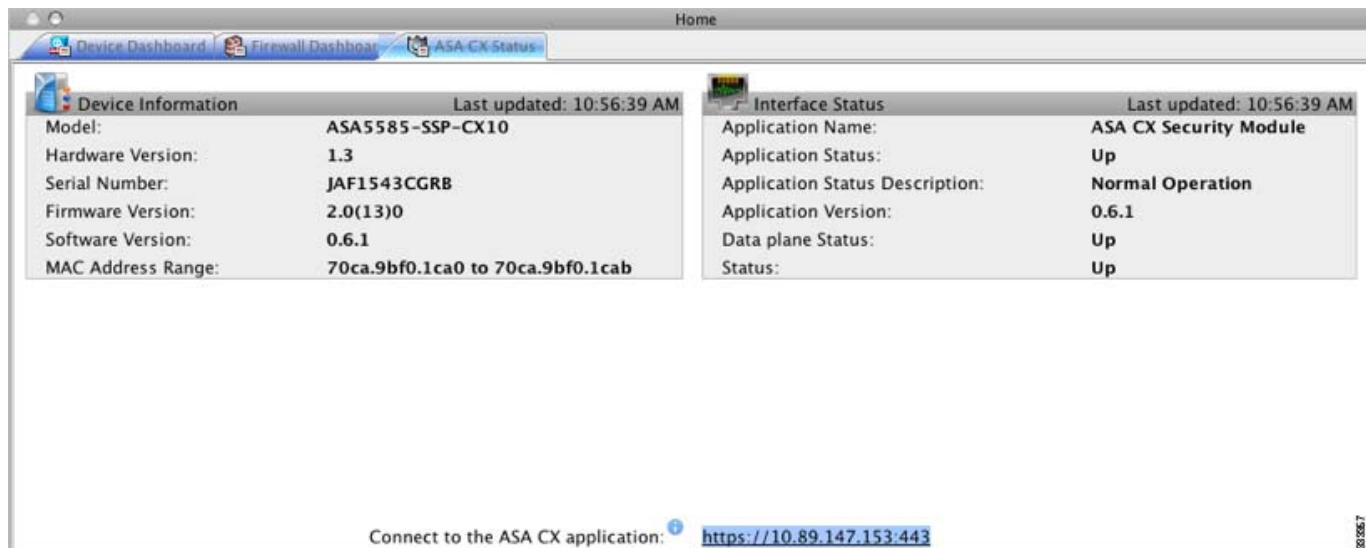 Home
Device Dashboard
Firewall Dashboar
ASA CX Status
Device Information Last updated: 10:56:39 AM
Model: ASA5585-SSP-CX10
Hardware Version: 1.3
Serial Number: JAF1543CGRB
Firmware Version: 2.0(13)0
Software Version: 0.6.1
MAC Address Range: 70ca.9bf0.1ca0 to 70ca.9bf0.1cab
Interface Status Last updated: 10:56:39 AM
Application Name: ASA CX Security Module
Application Status: Up
Application Status Description: Normal Operation
Application Version: 0.6.1
Data plane Status: Up
Status: Up
Connect to the ASA CX application: https://10.89.147.153:443